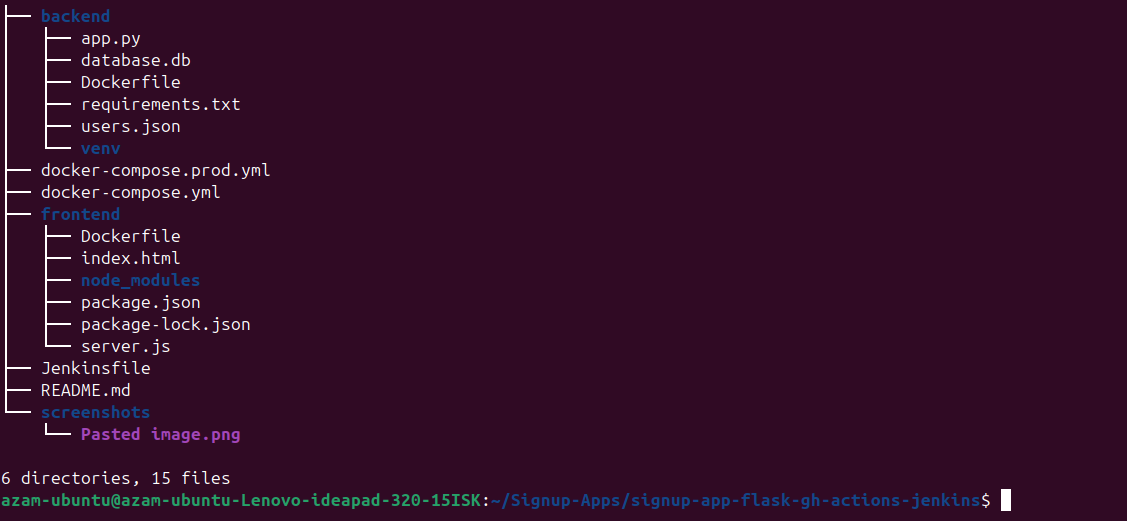 ├── backend
│   ├── app.py
│   ├── database.db
│   ├── Dockerfile
│   ├── requirements.txt
│   ├── users.json
│   └── venv
├── docker-compose.prod.yml
├── docker-compose.yml
├── frontend
│   ├── Dockerfile
│   ├── index.html
│   ├── node_modules
│   ├── package.json
│   ├── package-lock.json
│   └── server.js
├── Jenkinsfile
├── README.md
└── screenshots
    └── Pasted image.png
6 directories, 15 files
azam-ubuntu@azam-ubuntu-Lenovo-ideapad-320-15ISK:~/Signup-Apps/signup-app-flask-gh-actions-jenkins$